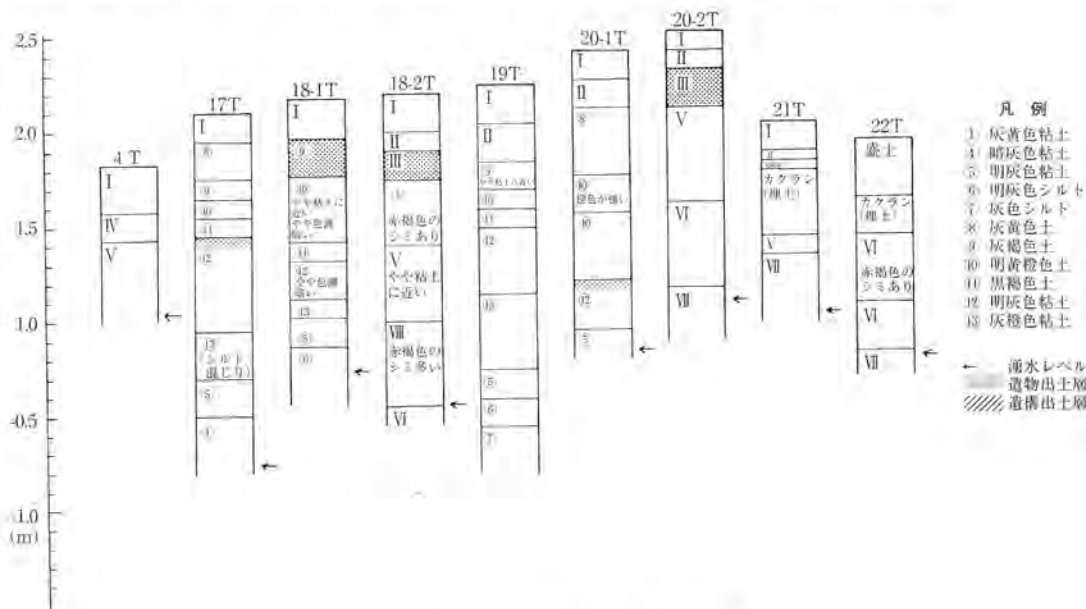 2.5
2.0
1.5
1.0
-0.5
-1.0
(m)
4T
I
IV
V
17T
I
⑧
⑨
⑩
⑪
⑫
⑬
(シルト
混じり)
⑤
④
18-1T
I
⑨
⑩
やや粘土に
近い
⑪
⑫
⑬
⑤
⑥
18-2T
I
II
III
赤褐色の
シミあり
V
やや粘土
に近い
VIII
赤褐色の
シミ多い
VI
19T
I
II
⑨
⑩
⑪
⑫
⑬
⑤
⑥
⑦
20-1T
I
II
⑧
⑩
橙色が強い
⑩
⑫
⑤
20-2T
I
II
III
V
VI
VII
21T
I
II
カクラン
(埋土)
V
VII
22T
盛土
カクラン
(埋土)
VI
赤褐色の
シミあり
VI
VII
凡例
① 灰黄色粘土
④ 暗灰色粘土
⑤ 明灰色粘土
⑥ 明灰色シルト
⑦ 灰色シルト
⑧ 灰黄色土
⑨ 灰褐色土
⑩ 明黄橙色土
⑪ 黒褐色土
⑫ 明灰色粘土
⑬ 灰橙色粘土
← 湧水レベル
遺物出土層
遺構出土層